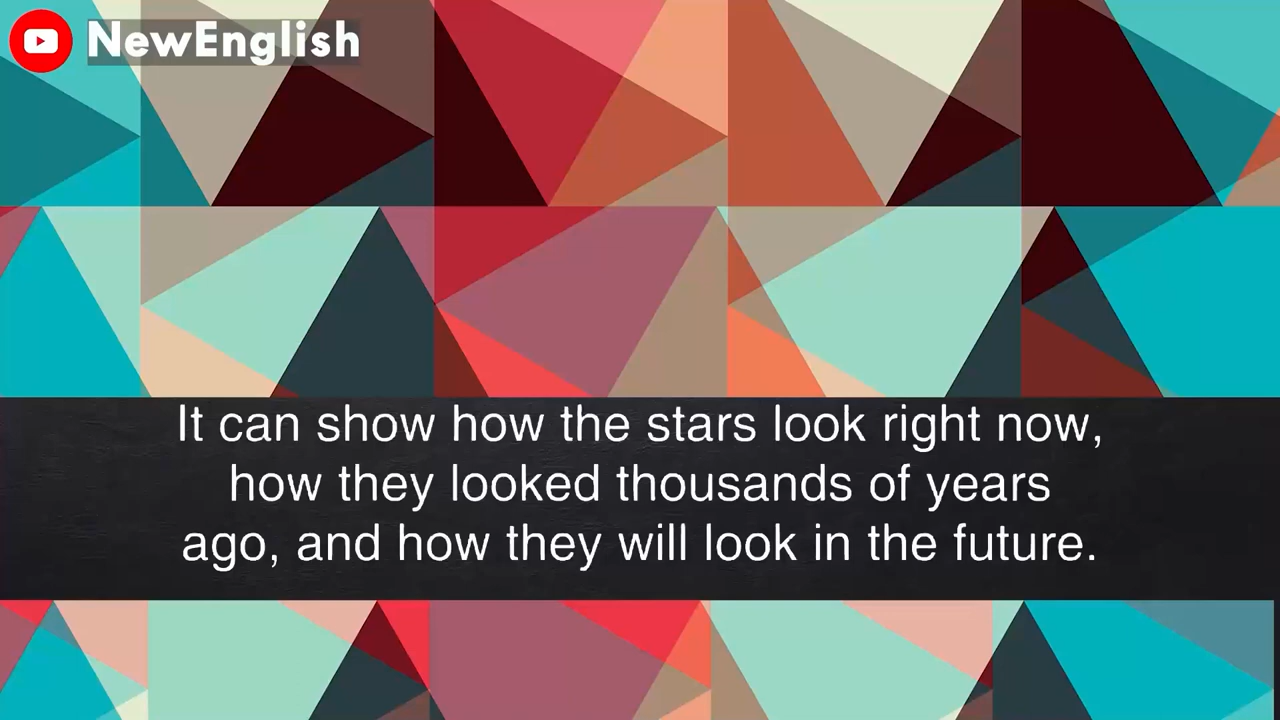 NewEnglish
It can show how the stars look right now,
how they looked thousands of years
ago, and how they will look in the future.